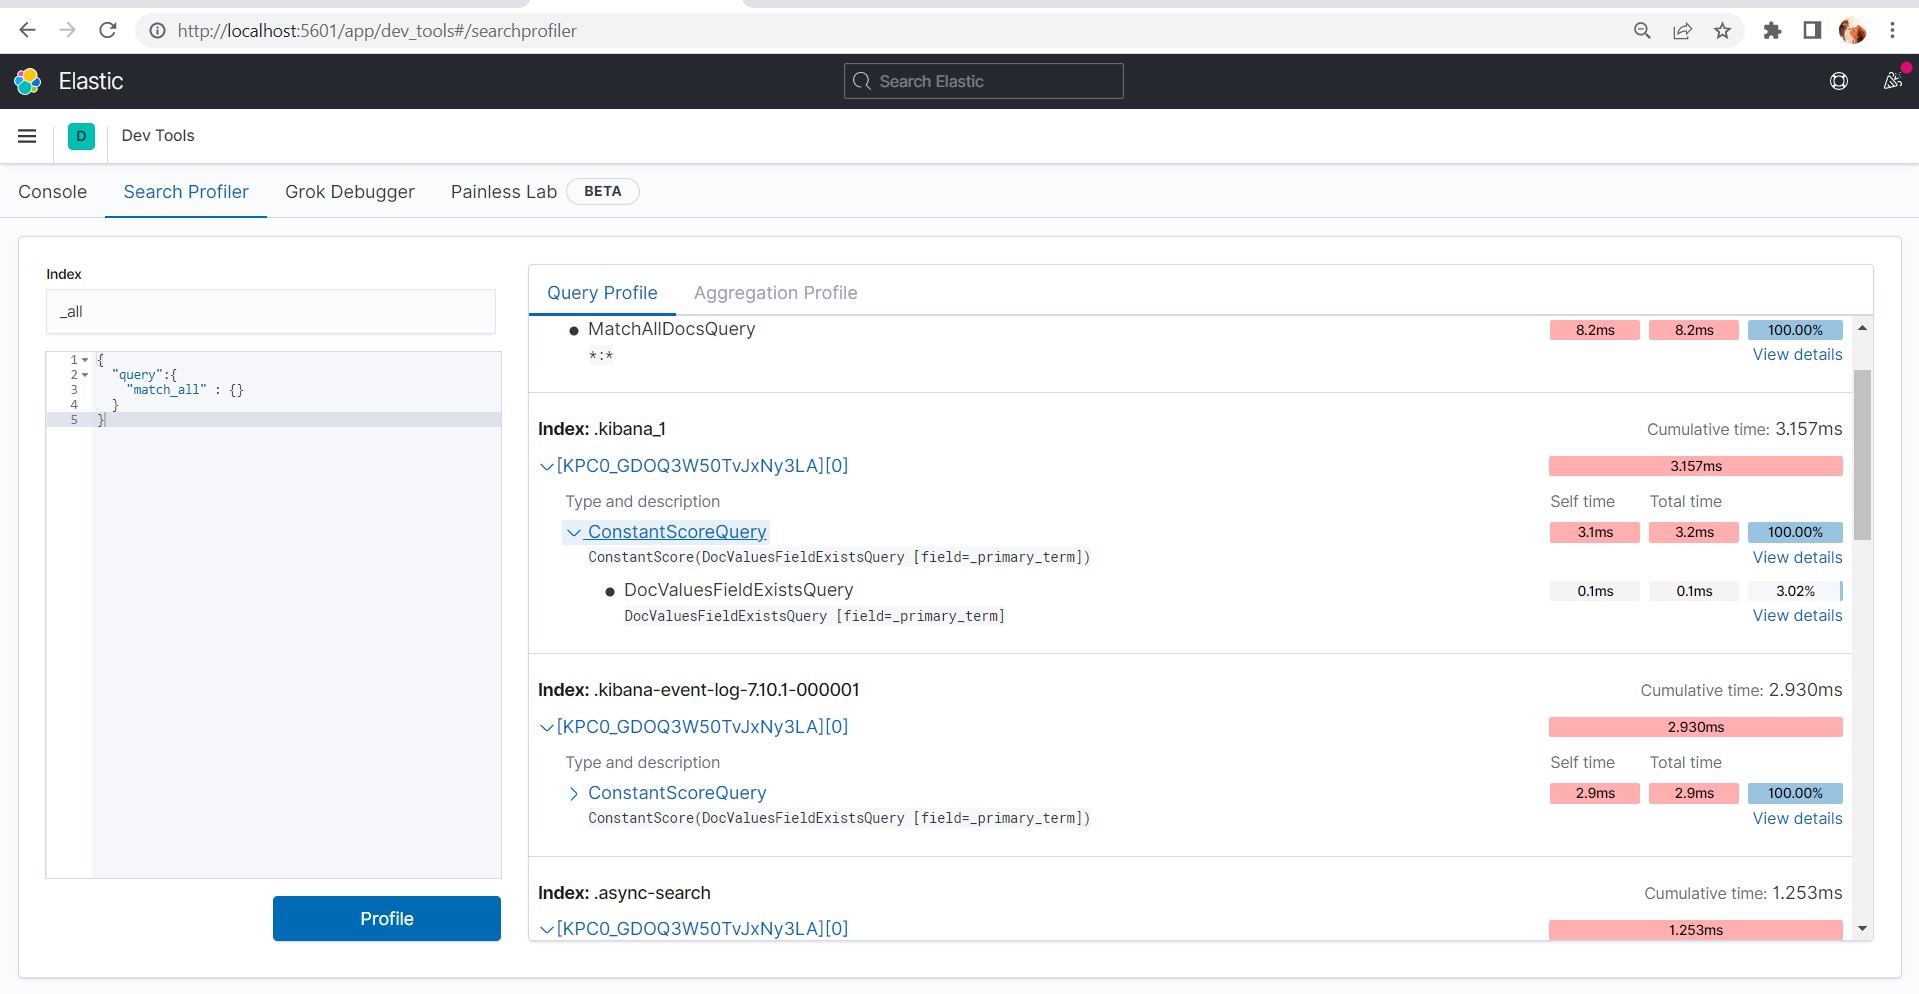 http://localhost:5601/app/dev_tools#/searchprofiler
Elastic
Search Elastic
D
Dev Tools
Console
Search Profiler
Grok Debugger
Painless Lab
BETA
Index
_all
1 {
2 "query":{
3 "match_all" : {}
4 }
5 }
Profile
Query Profile
Aggregation Profile
MatchAllDocsQuery 8.2ms 8.2ms 100.00%
*:*
View details
Index: .kibana_1 Cumulative time: 3.157ms
[KPC0_GDOQ3W50TvJxNy3LA][0] 3.157ms
Type and description Self time Total time
ConstantScoreQuery 3.1ms 3.2ms 100.00%
ConstantScore(DocValuesFieldExistsQuery [field=_primary_term]) View details
DocValuesFieldExistsQuery 0.1ms 0.1ms 3.02%
DocValuesFieldExistsQuery [field=_primary_term] View details
Index: .kibana-event-log-7.10.1-000001 Cumulative time: 2.930ms
[KPC0_GDOQ3W50TvJxNy3LA][0] 2.930ms
Type and description Self time Total time
ConstantScoreQuery 2.9ms 2.9ms 100.00%
ConstantScore(DocValuesFieldExistsQuery [field=_primary_term]) View details
Index: .async-search Cumulative time: 1.253ms
[KPC0_GDOQ3W50TvJxNy3LA][0] 1.253ms